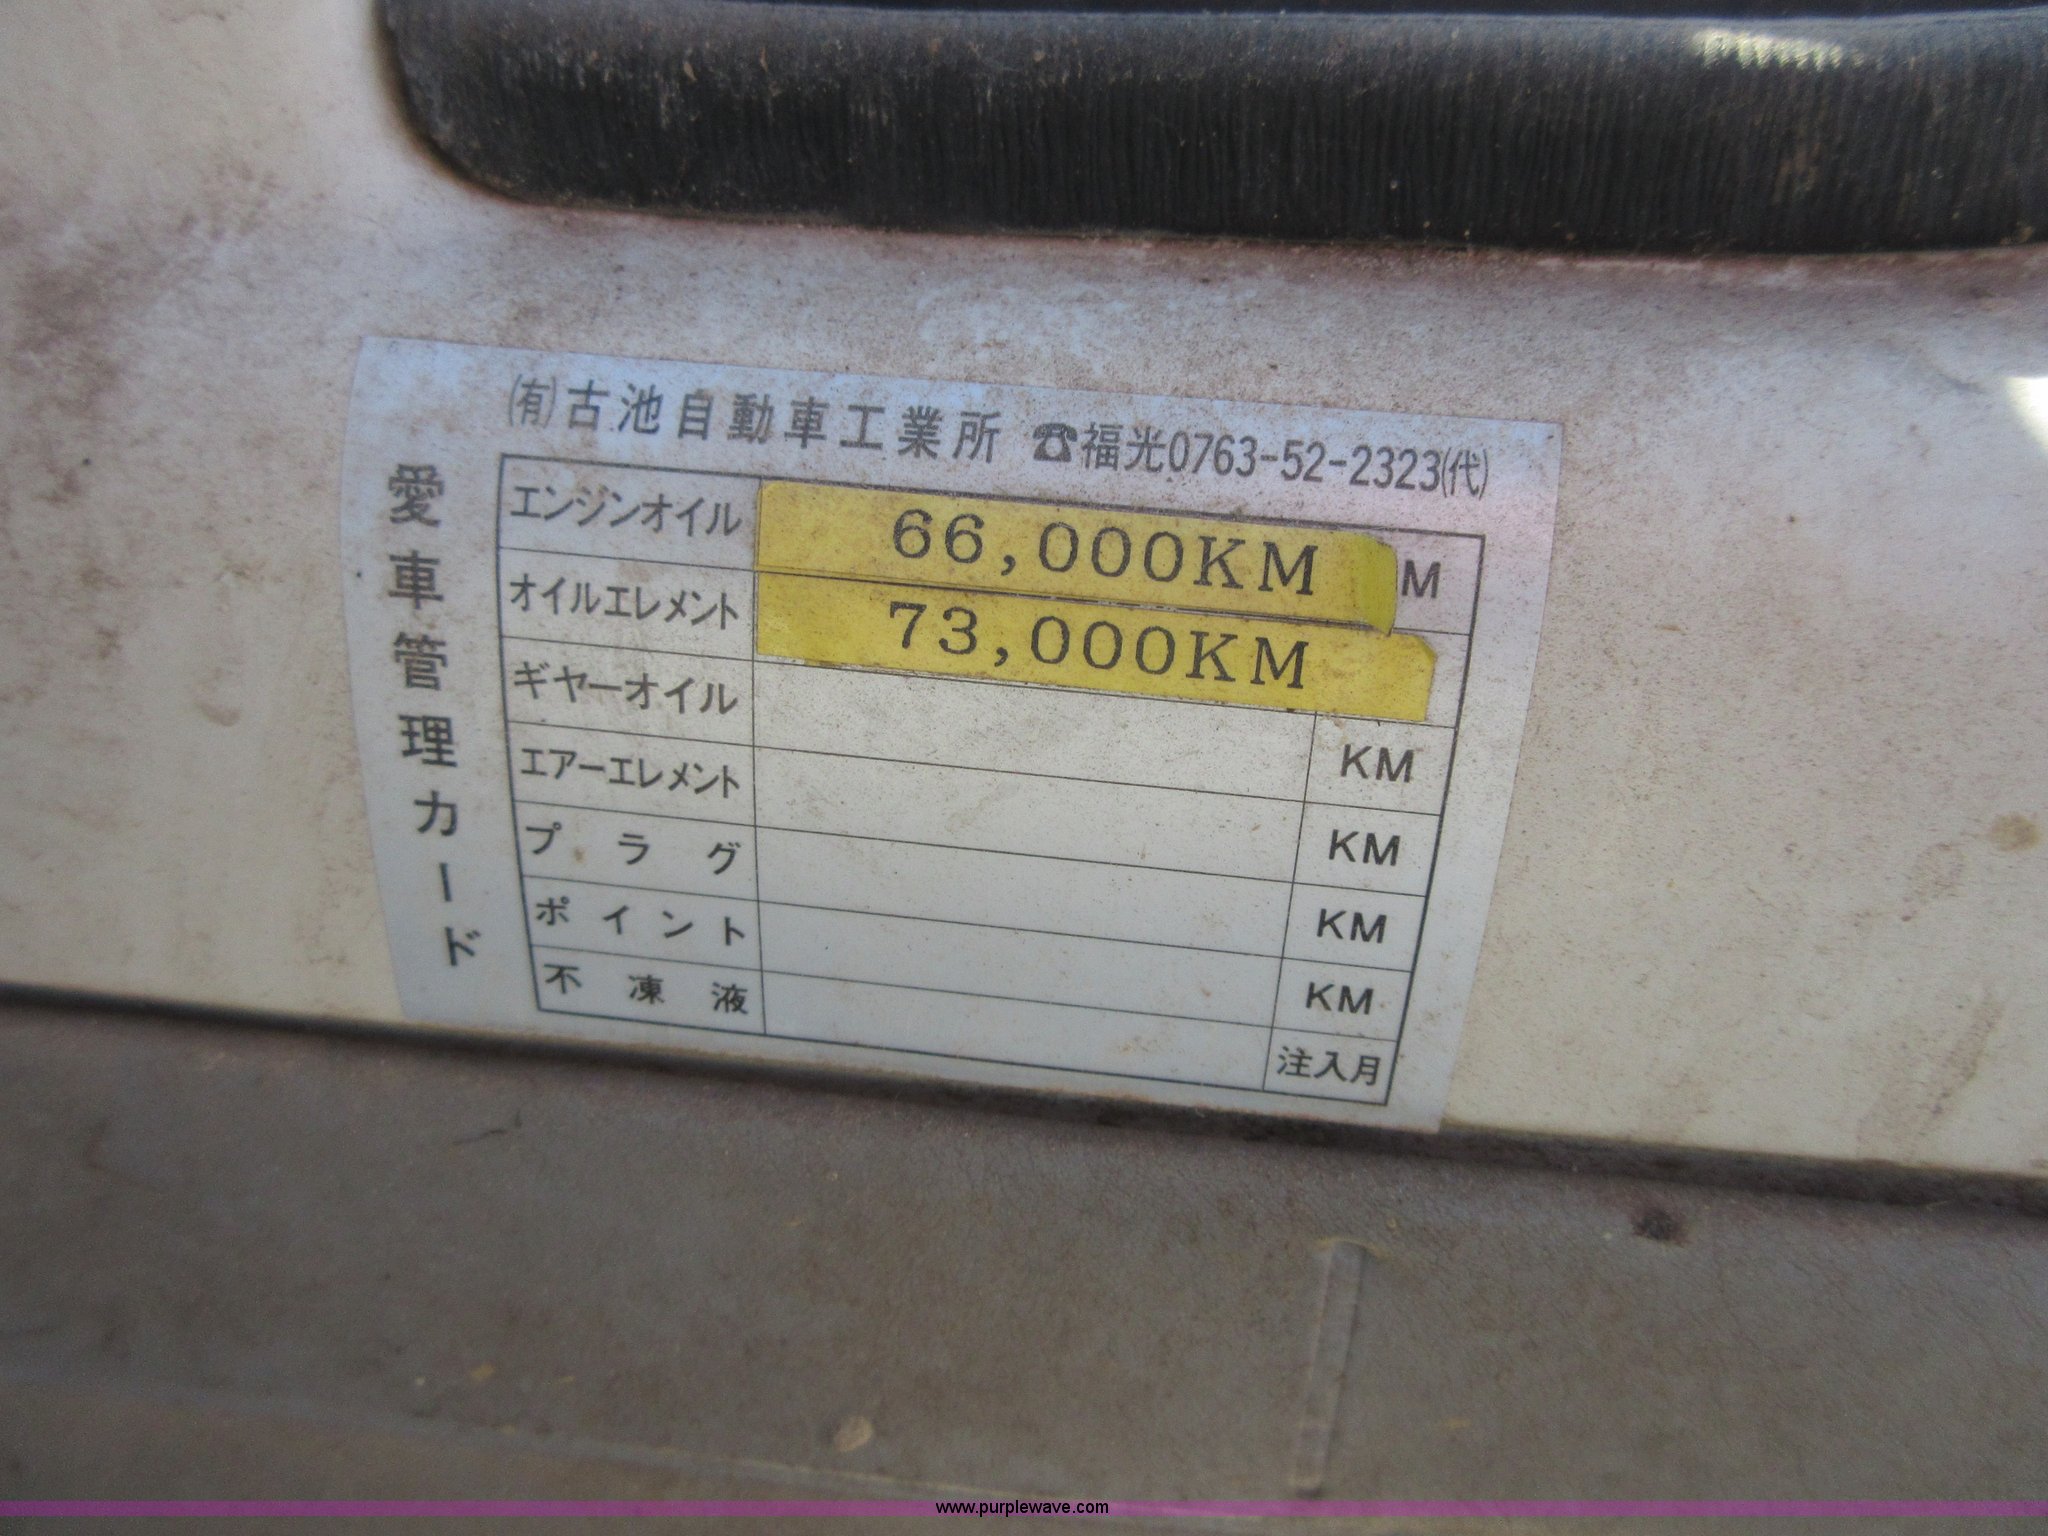 ㈲古池自動車工業所 ☎福光0763-52-2323㈹
愛車管理カード
エンジンオイル 66,000KM M
オイルエレメント 73,000KM
ギヤーオイル KM
エアーエレメント KM
プラグ KM
ポイント KM
不凍液 注入月
www.purplewave.com